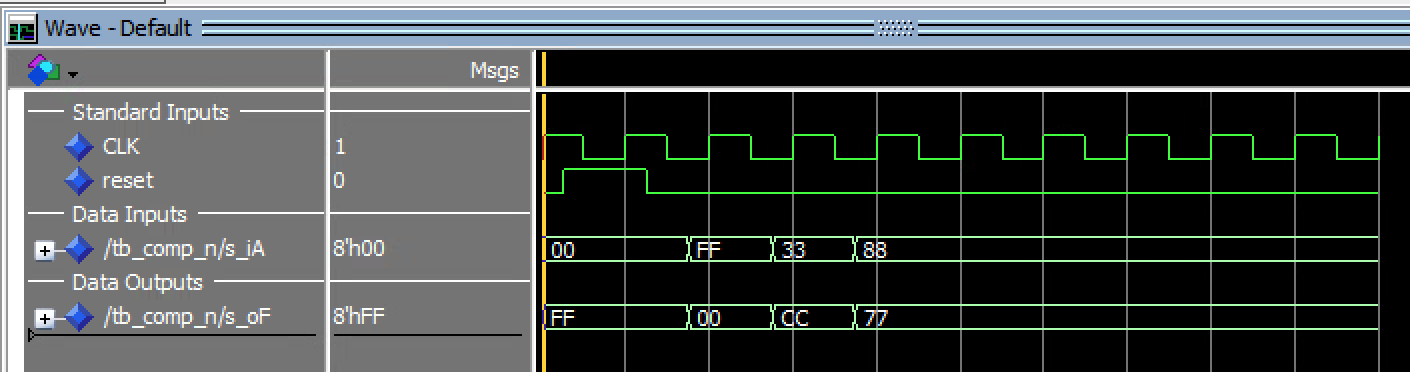 Wave - Default
Msgs
Standard Inputs
CLK 1
reset 0
Data Inputs
/tb_comp_n/s_iA 8'h00 00 FF 33 88
Data Outputs
/tb_comp_n/s_oF 8'hFF FF 00 CC 77